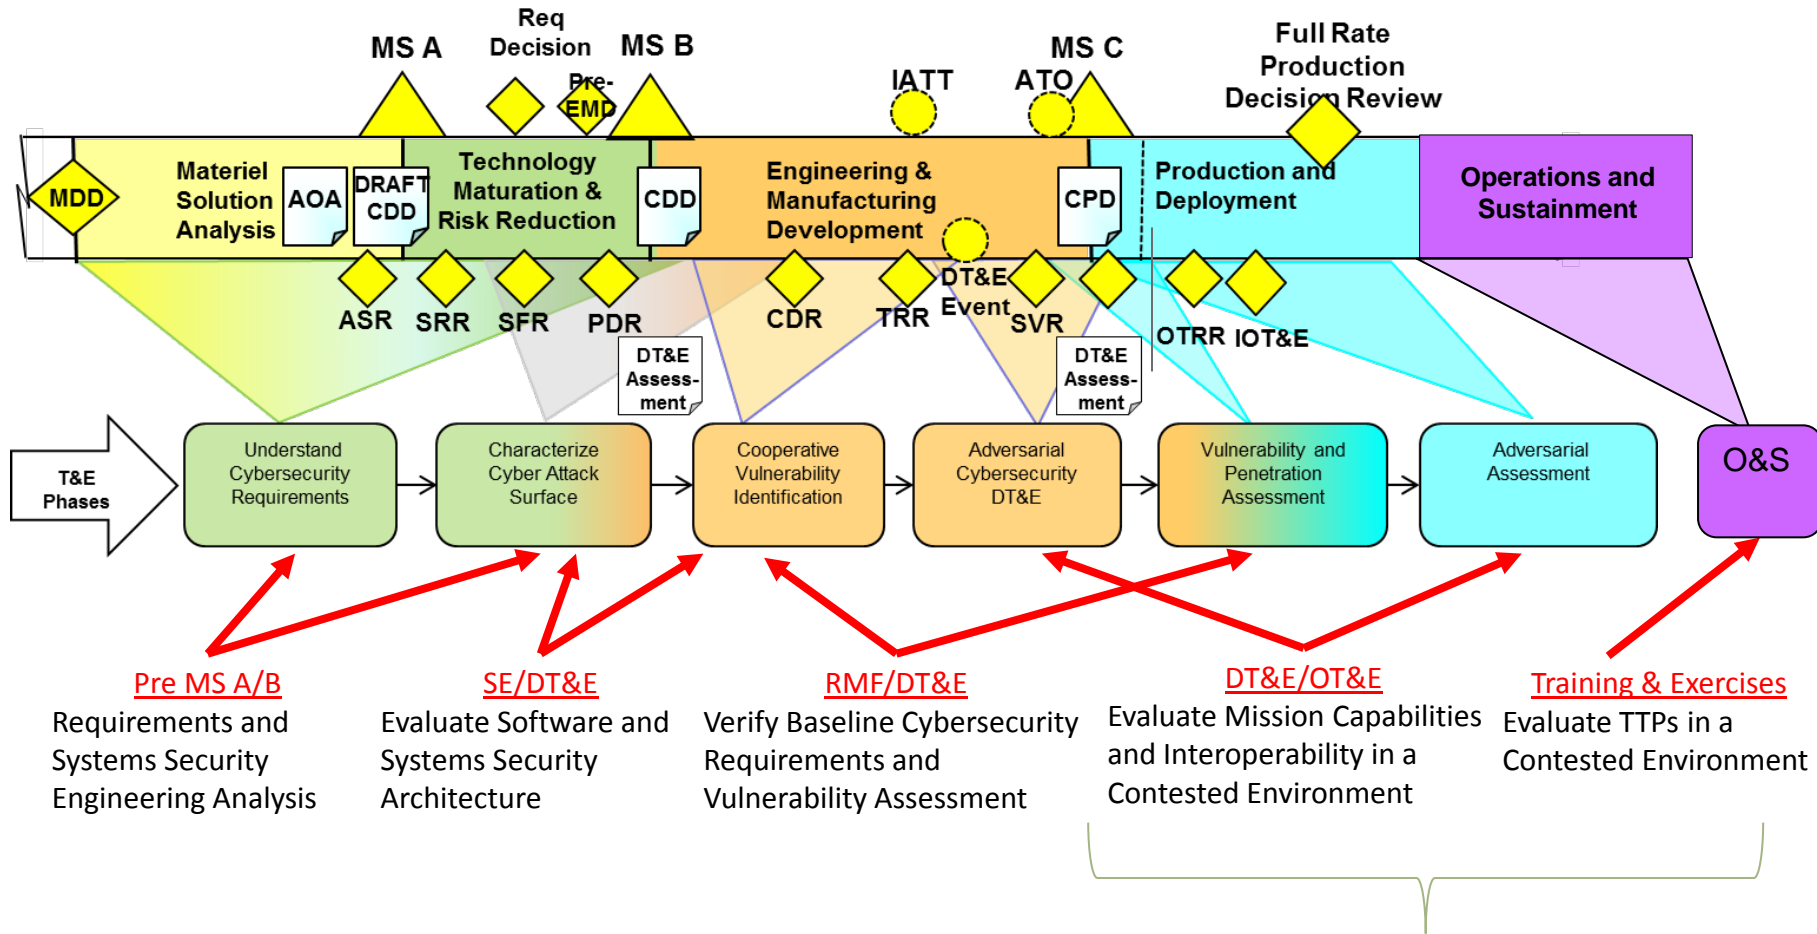 Req
Decision
MS A
MS B
Pre-
EMD
IATT
ATO
MS C
Full Rate
Production
Decision Review
MDD
Materiel
Solution
Analysis
AOA
DRAFT
CDD
Technology
Maturation &
Risk Reduction
CDD
Engineering &
Manufacturing
Development
CPD
Production and
Deployment
Operations and
Sustainment
ASR
SRR
SFR
PDR
CDR
TRR
DT&E
Event
SVR
OTRR
IOT&E
DT&E
Assess-
ment
DT&E
Assess-
ment
T&E
Phases
Understand
Cybersecurity
Requirements
Characterize
Cyber Attack
Surface
Cooperative
Vulnerability
Identification
Adversarial
Cybersecurity
DT&E
Vulnerability and
Penetration
Assessment
Adversarial
Assessment
O&S
Pre MS A/B
Requirements and
Systems Security
Engineering Analysis
SE/DT&E
Evaluate Software and
Systems Security
Architecture
RMF/DT&E
Verify Baseline Cybersecurity
Requirements and
Vulnerability Assessment
DT&E/OT&E
Evaluate Mission Capabilities
and Interoperability in a
Contested Environment
Training & Exercises
Evaluate TTPs in a
Contested Environment